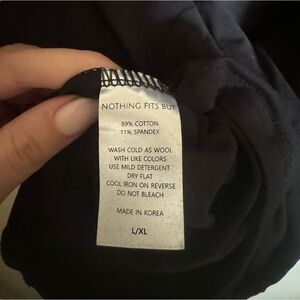 NOTHING FITS BUT
89% COTTON
11% SPANDEX
WASH COLD AS WOOL
WITH LIKE COLORS
USE MILD DETERGENT
DRY FLAT
COOL IRON ON REVERSE
DO NOT BLEACH
MADE IN KOREA
L/XL